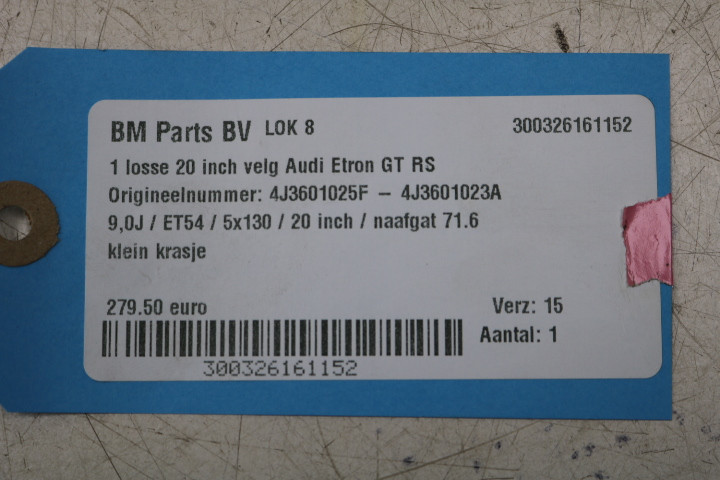 BM Parts BV LOK 8 300326161152
1 losse 20 inch velg Audi Etron GT RS
Origineelnummer: 4J3601025F – 4J3601023A
9,0J / ET54 / 5x130 / 20 inch / naafgat 71.6
klein krasje
279.50 euro Verz: 15
Aantal: 1
300326161152